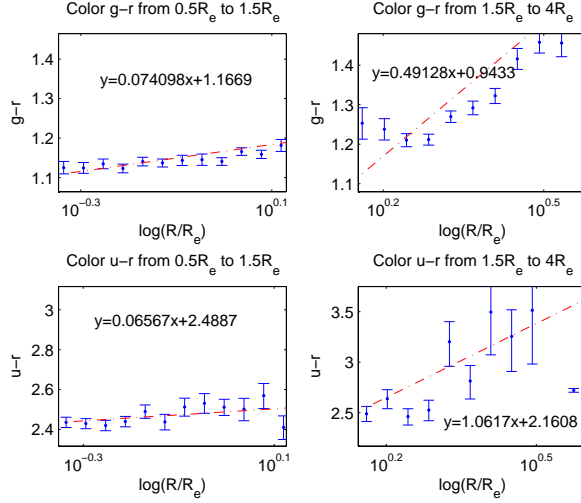 Color g−r from 0.5R_e to 1.5R_e
Color g−r from 1.5R_e to 4R_e
1.4
1.3
1.2
1.1
g−r
y=0.074098x+1.1669
10^−0.3
10^0.1
log(R/R_e)
1.4
1.3
1.2
1.1
g−r
y=0.49128x+0.9433
10^0.2
10^0.5
log(R/R_e)
Color u−r from 0.5R_e to 1.5R_e
Color u−r from 1.5R_e to 4R_e
3
2.8
2.6
2.4
u−r
y=0.06567x+2.4887
10^−0.3
10^0.1
log(R/R_e)
3.5
3
2.5
2
u−r
y=1.0617x+2.1608
10^0.2
10^0.5
log(R/R_e)